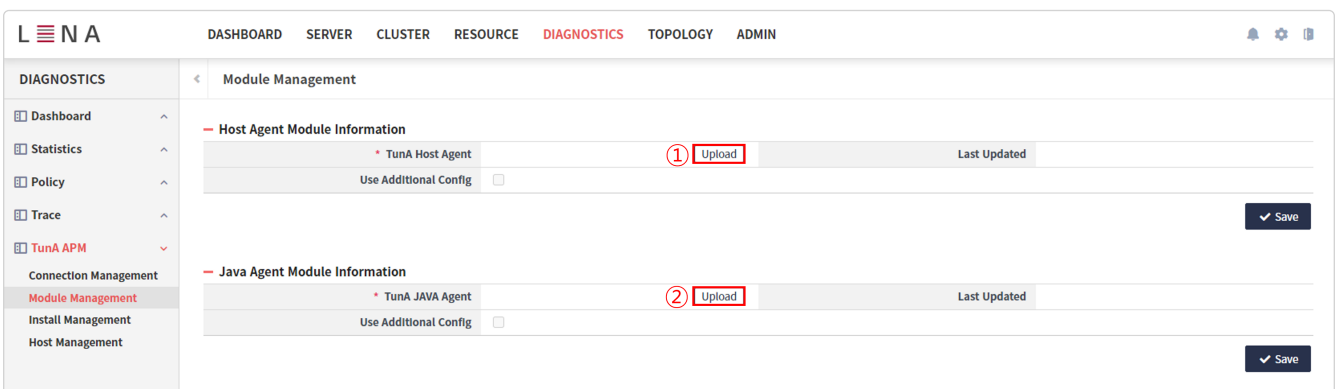 LENA DASHBOARD SERVER CLUSTER RESOURCE DIAGNOSTICS TOPOLOGY ADMIN
DIAGNOSTICS
Dashboard
Statistics
Policy
Trace
TunA APM
Connection Management
Module Management
Install Management
Host Management
Module Management
Host Agent Module Information
* TunA Host Agent ① Upload Last Updated
Use Additional Config
Save
Java Agent Module Information
* TunA JAVA Agent ② Upload Last Updated
Use Additional Config
Save